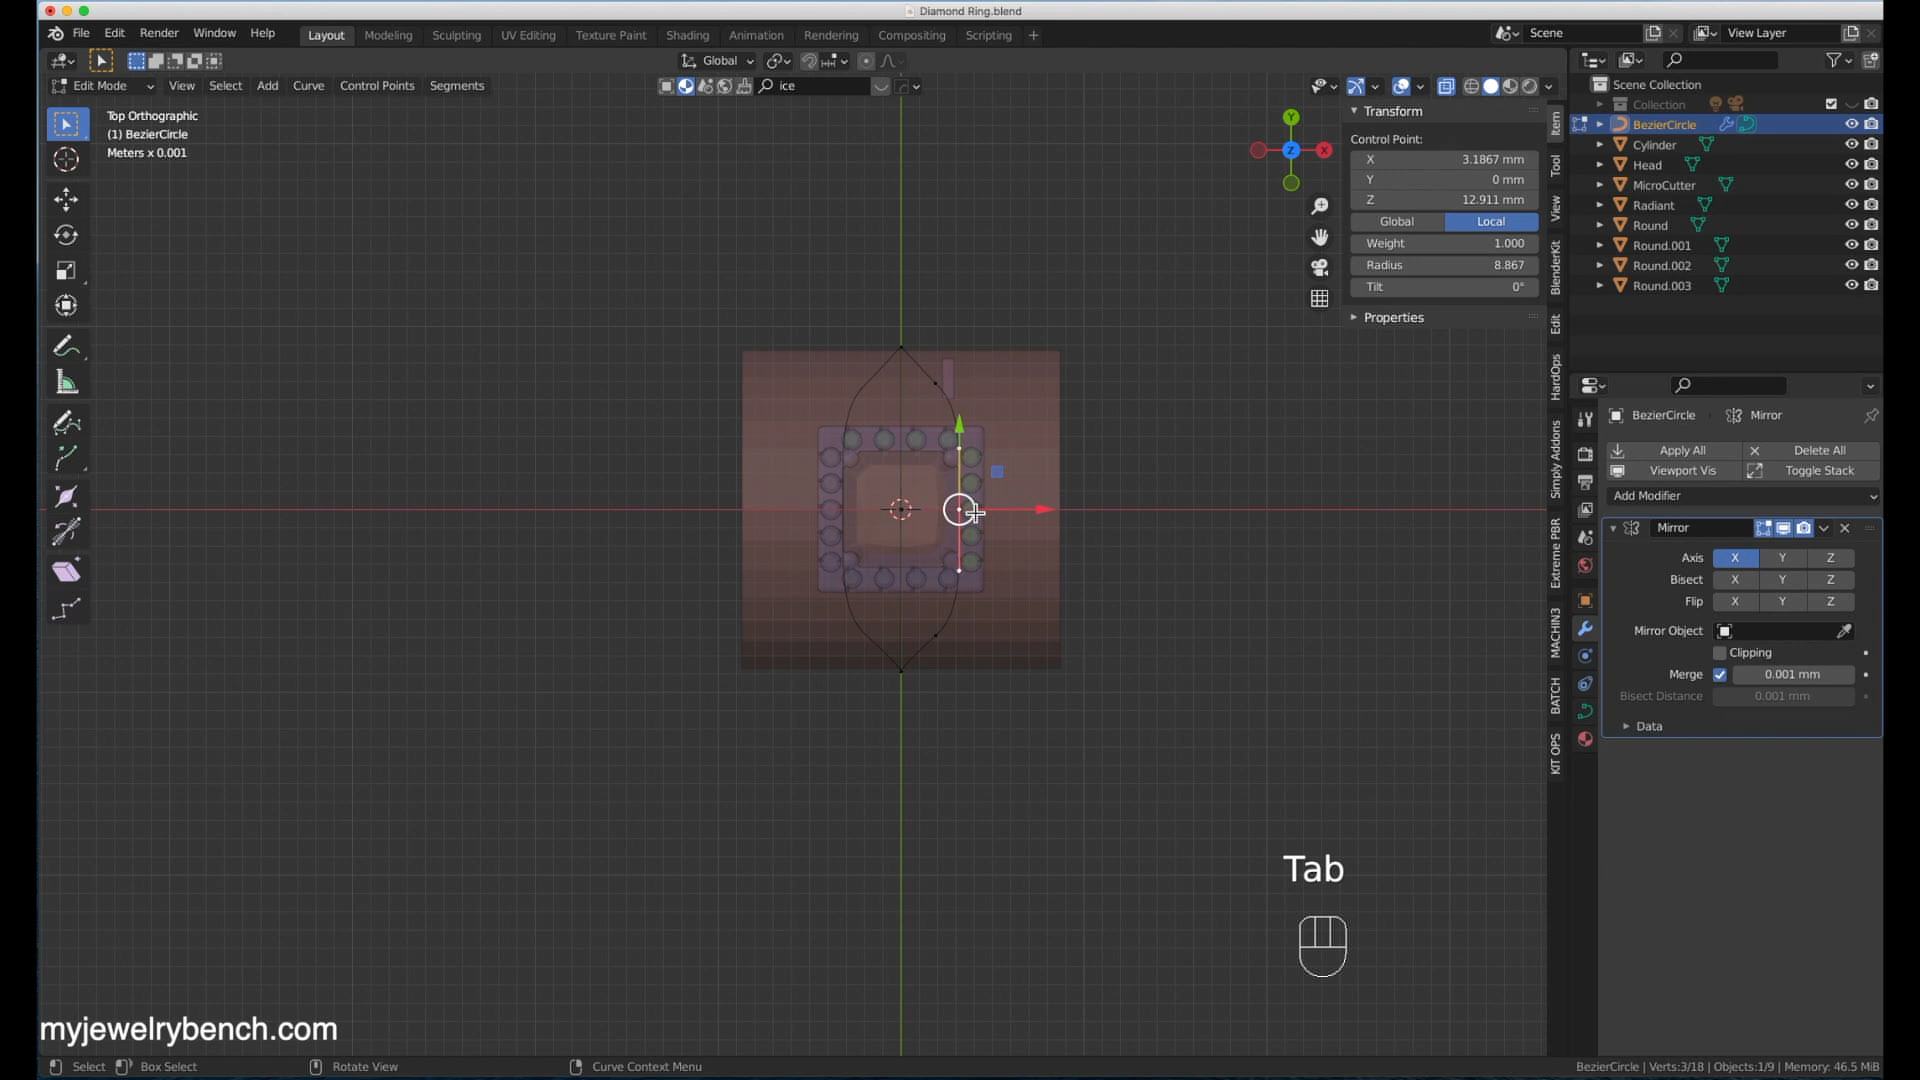 Diamond Ring.blend
File Edit Render Window Help Layout Modeling Sculpting UV Editing Texture Paint Shading Animation Rendering Compositing Scripting + Scene View Layer
Global
Edit Mode View Select Add Curve Control Points Segments ice
Top Orthographic
(1) BezierCircle
Meters x 0.001
Y
X
Z
Transform
Control Point:
X 3.1867 mm
Y 0 mm
Z 12.911 mm
Global Local
Weight 1.000
Radius 8.867
Tilt 0°
Properties
Item
Tool
View
BlenderKit
Edit
HardOps
Simply Addons
Extreme PBR
MACHIN3
BATCH
KIT OPS
Scene Collection
Collection
BezierCircle
Cylinder
Head
MicroCutter
Radiant
Round
Round.001
Round.002
Round.003
BezierCircle Mirror
Apply All Delete All
Viewport Vis Toggle Stack
Add Modifier
Mirror
Axis X Y Z
Bisect X Y Z
Flip X Y Z
Mirror Object
Clipping
Merge 0.001 mm
Bisect Distance 0.001 mm
Data
Tab
myjewelrybench.com
Select Box Select Rotate View Curve Context Menu BezierCircle | Verts:3/18 | Objects:1/9 | Memory: 46.5 MiB